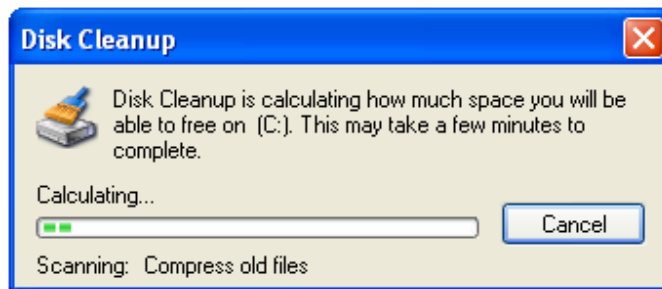 Disk Cleanup
Disk Cleanup is calculating how much space you will be
able to free on  (C:). This may take a few minutes to
complete.
Calculating...
Cancel
Scanning:  Compress old files